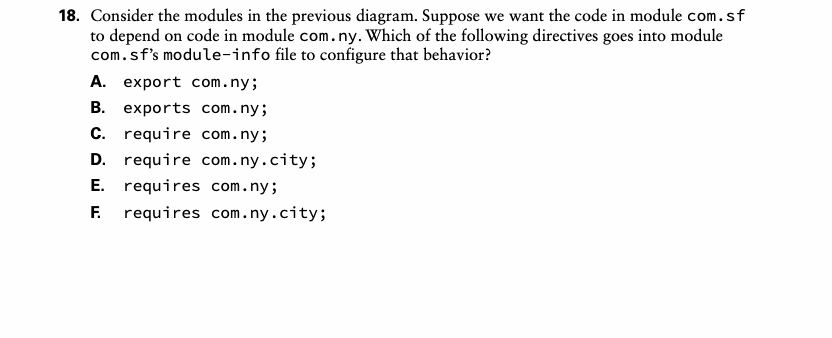 18. Consider the modules in the previous diagram. Suppose we want the code in module com.sf
to depend on code in module com.ny. Which of the following directives goes into module
com.sf's module-info file to configure that behavior?
A. export com.ny;
B. exports com.ny;
C. require com.ny;
D. require com.ny.city;
E. requires com.ny;
F. requires com.ny.city;